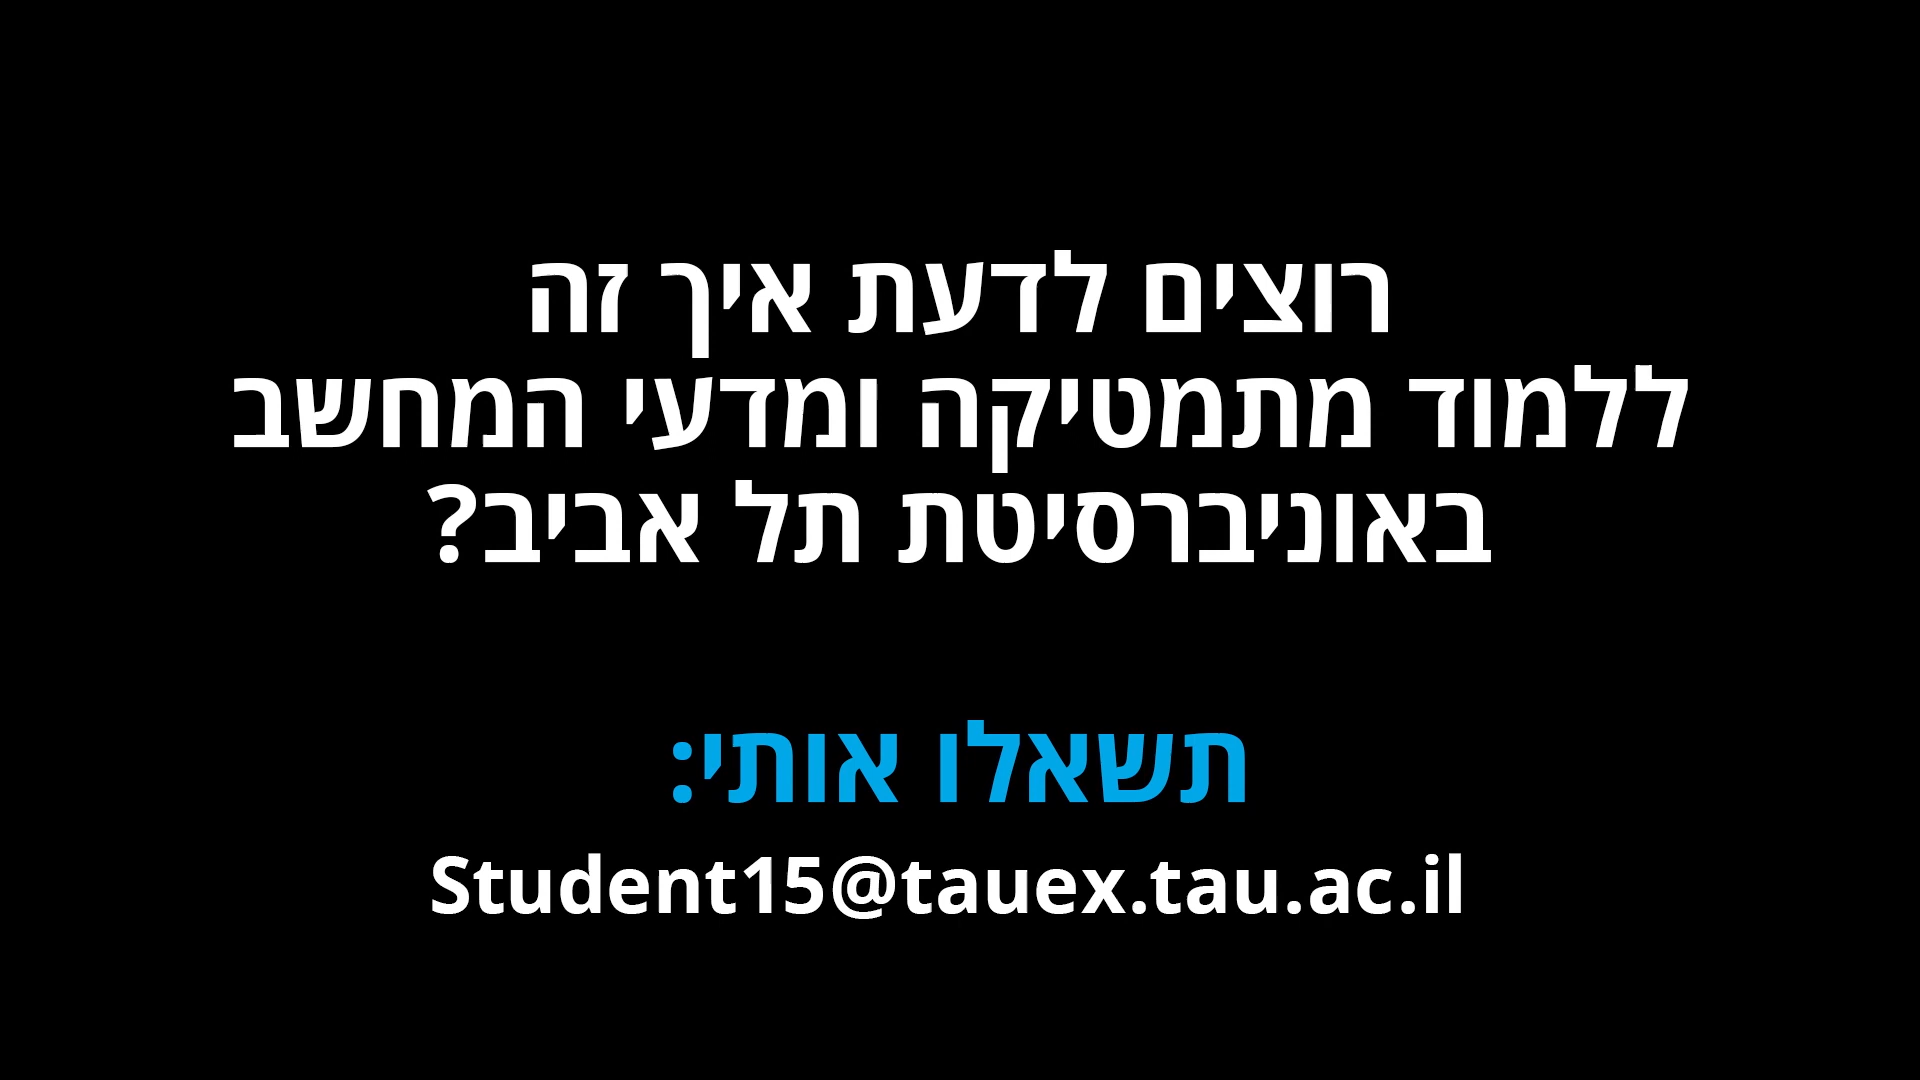 רוצים לדעת איך זה
ללמוד מתמטיקה ומדעי המחשב
באוניברסיטת תל אביב?
תשאלו אותי:
Student15@tauex.tau.ac.il